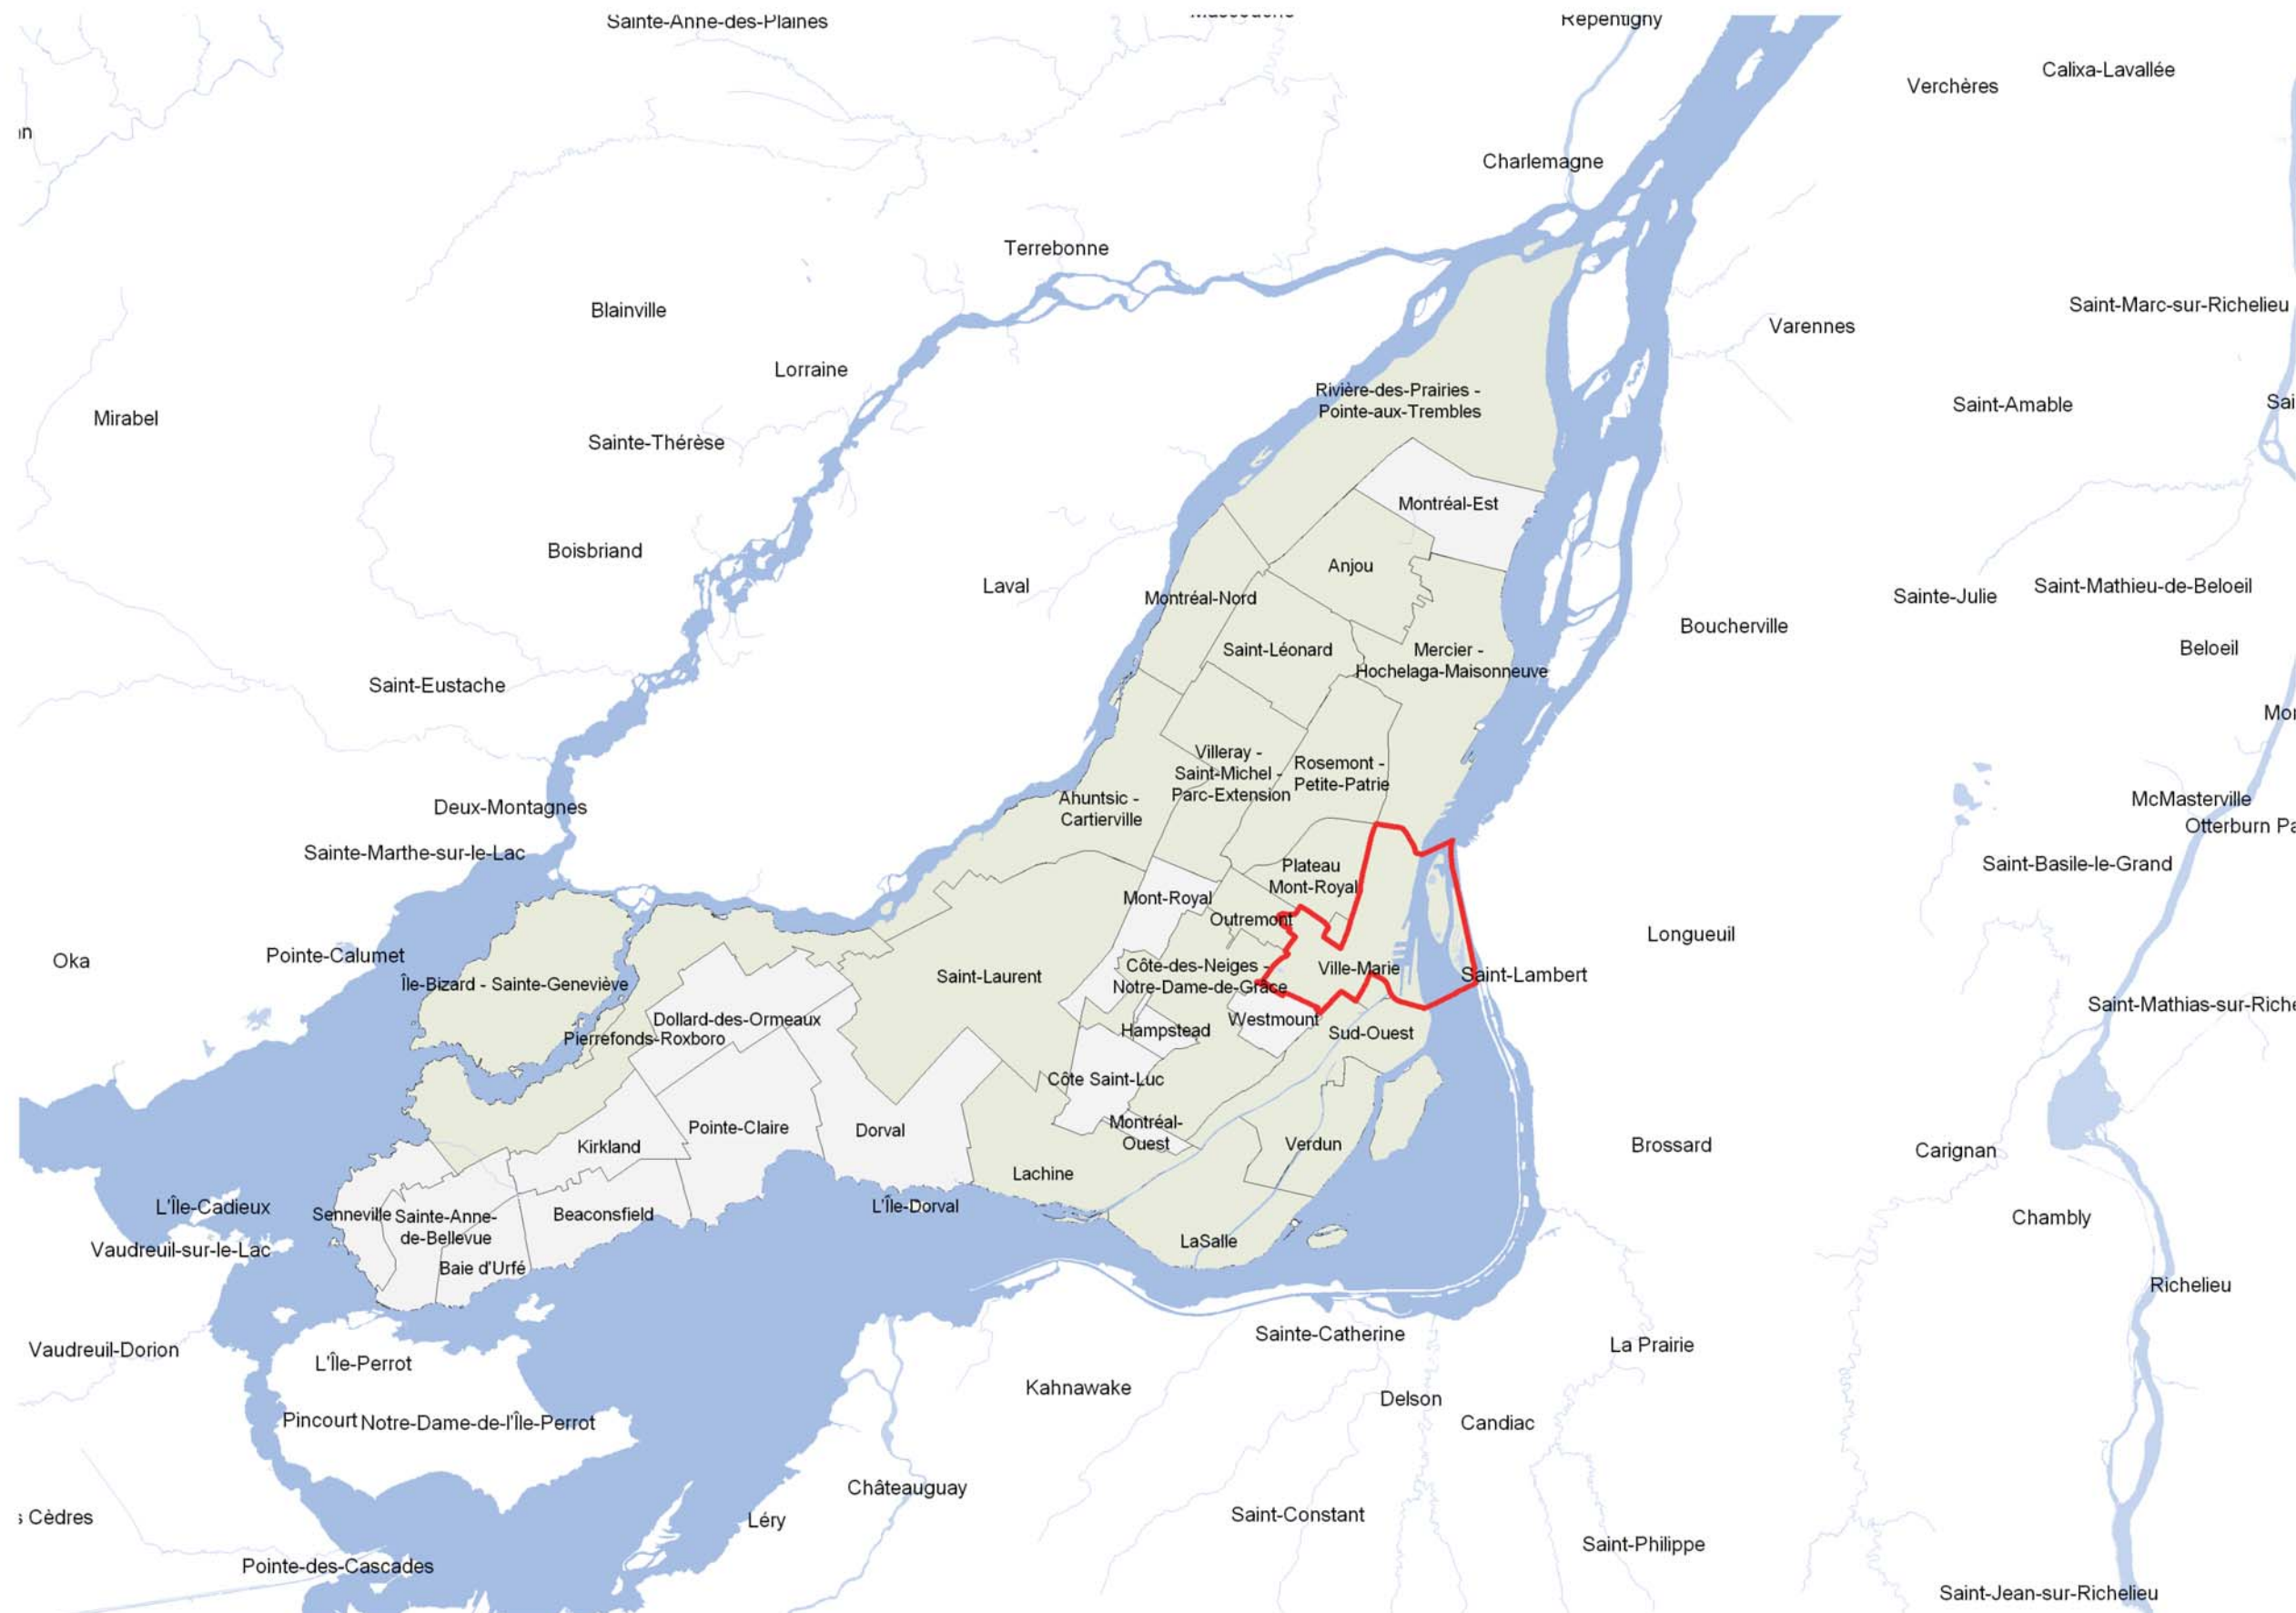 Sainte-Anne-des-Plaines
Repentigny
Calixa-Lavallée
Verchères
Charlemagne
Terrebonne
Blainville
Saint-Marc-sur-Richelieu
Varennes
Lorraine
Rivière-des-Prairies -
Pointe-aux-Trembles
Saint-Amable
Sai
Mirabel
Sainte-Thérèse
Montréal-Est
Boisbriand
Anjou
Laval
Montréal-Nord
Sainte-Julie
Saint-Mathieu-de-Beloeil
Boucherville
Saint-Léonard
Mercier -
Hochelaga-Maisonneuve
Beloeil
Saint-Eustache
Mor
Villeray -
Saint-Michel -
Parc-Extension
Rosemont -
Petite-Patrie
Ahuntsic -
Cartierville
Deux-Montagnes
McMasterville
Otterburn Pa
Sainte-Marthe-sur-le-Lac
Saint-Basile-le-Grand
Plateau
Mont-Royal
Mont-Royal
Outremont
Longueuil
Oka
Pointe-Calumet
Île-Bizard - Sainte-Geneviève
Saint-Laurent
Côte-des-Neiges -
Notre-Dame-de-Grâce
Ville-Marie
Saint-Lambert
Saint-Mathias-sur-Riche
Dollard-des-Ormeaux
Pierrefonds-Roxboro
Hampstead
Westmount
Sud-Ouest
Côte Saint-Luc
Pointe-Claire
Dorval
Montréal-
Ouest
Verdun
Kirkland
Brossard
Carignan
Lachine
L'Île-Cadieux
Senneville
Sainte-Anne-
de-Bellevue
Beaconsfield
L'Île-Dorval
Chambly
Vaudreuil-sur-le-Lac
LaSalle
Baie d'Urfé
Richelieu
Vaudreuil-Dorion
L'Île-Perrot
Sainte-Catherine
La Prairie
Kahnawake
Delson
Pincourt
Notre-Dame-de-l'Île-Perrot
Candiac
Châteauguay
s Cèdres
Léry
Saint-Constant
Saint-Philippe
Pointe-des-Cascades
Saint-Jean-sur-Richelieu